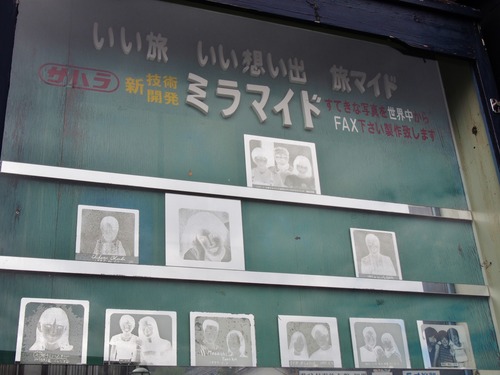 いい旅 いい想い出 旅マイド
サハラ 新技術開発 ミラマイド すてきな写真を世界中から
FAX下さい製作致します